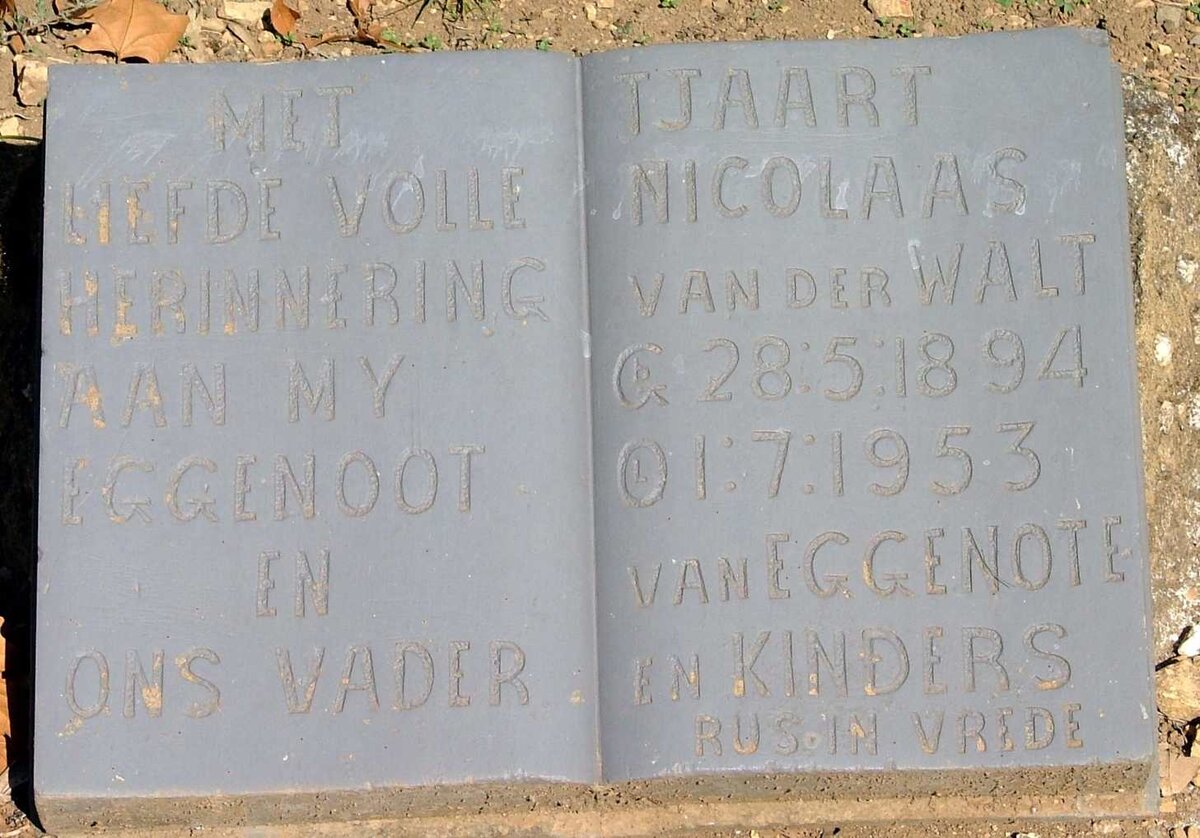 MET
LIEFDE VOLLE
HERINNERING
AAN MY
EGGENOOT
EN
ONS VADER
TJAART
NICOLAAS
VAN DER WALT
G 28:5:1894
O 1:7:1953
VAN EGGENOTE
EN KINDERS
RUS IN VREDE